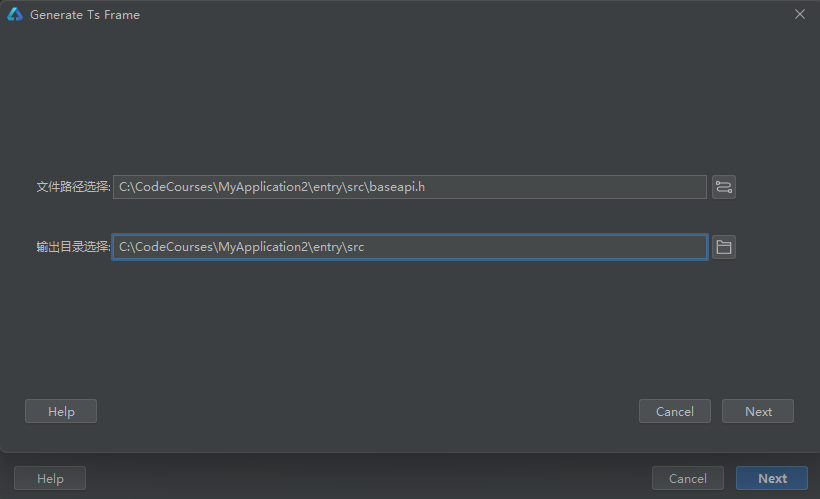 Generate Ts Frame
文件路径选择: C:\CodeCourses\MyApplication2\entry\src\baseapi.h
输出目录选择: C:\CodeCourses\MyApplication2\entry\src
Help Cancel Next
Help Cancel Next